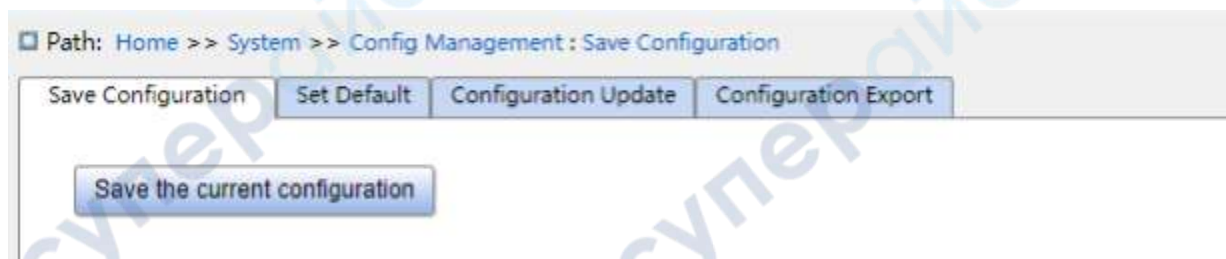 Path: Home >> System >> Config Management : Save Configuration
Save Configuration Set Default Configuration Update Configuration Export
Save the current configuration